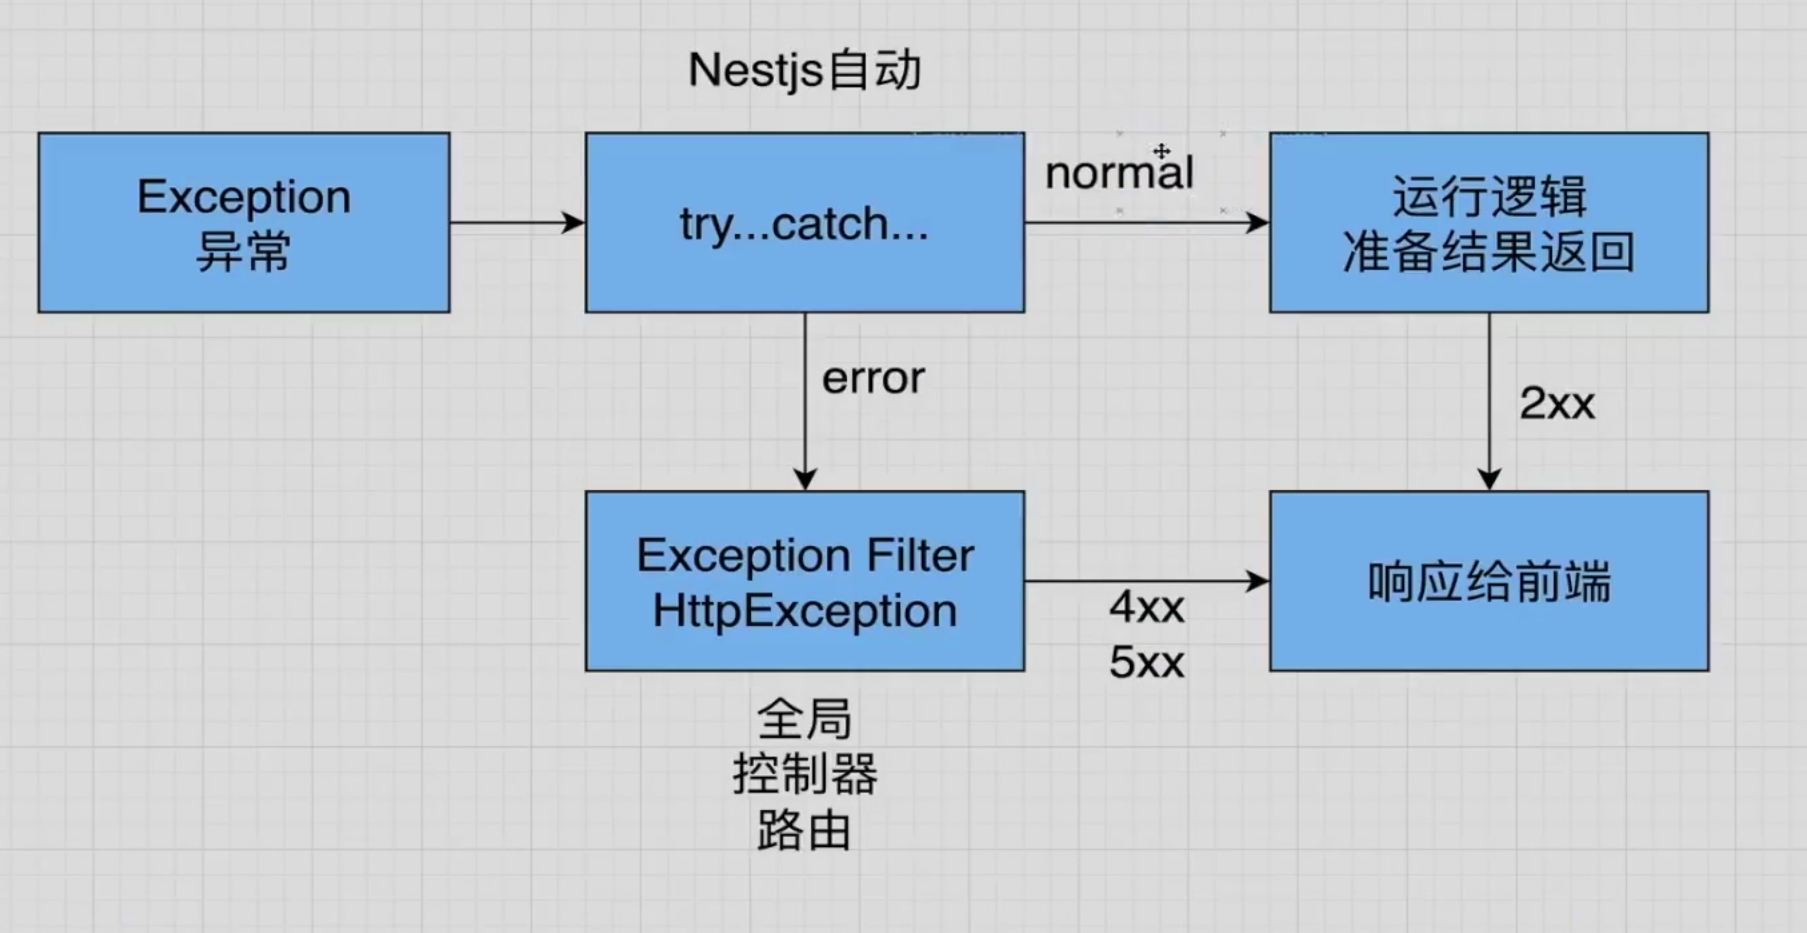 Nestjs自动
Exception
异常
try...catch...
normal
运行逻辑
准备结果返回
error
2xx
Exception Filter
HttpException
4xx
5xx
响应给前端
全局
控制器
路由